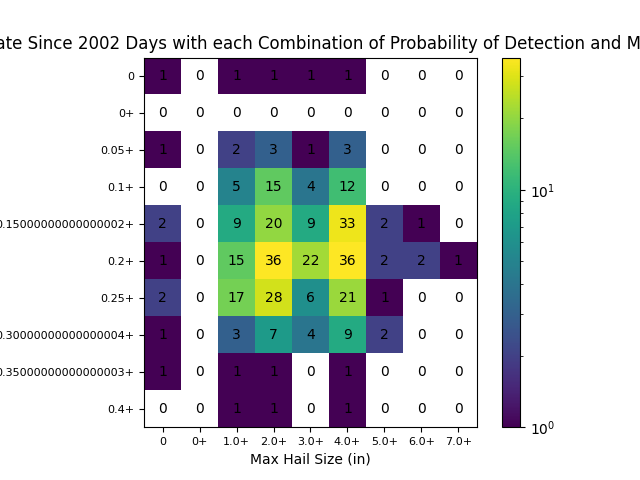 Since 2002 Days with each Combination of Probability of Detection and
0 1 0 1 1 1 1 0 0 0
0+ 0 0 0 0 0 0 0 0 0
0.05+ 1 0 2 3 1 3 0 0 0
0.1+ 0 0 5 15 4 12 0 0 0
0.15000000000000002+ 2 0 9 20 9 33 2 1 0
0.2+ 1 0 15 36 22 36 2 2 1
0.25+ 2 0 17 28 6 21 1 0 0
0.30000000000000004+ 1 0 3 7 4 9 2 0 0
0.35000000000000003+ 1 0 1 1 0 1 0 0 0
0.4+ 0 0 1 1 0 1 0 0 0
0 0+ 1.0+ 2.0+ 3.0+ 4.0+ 5.0+ 6.0+ 7.0+
Max Hail Size (in)
10¹
10⁰